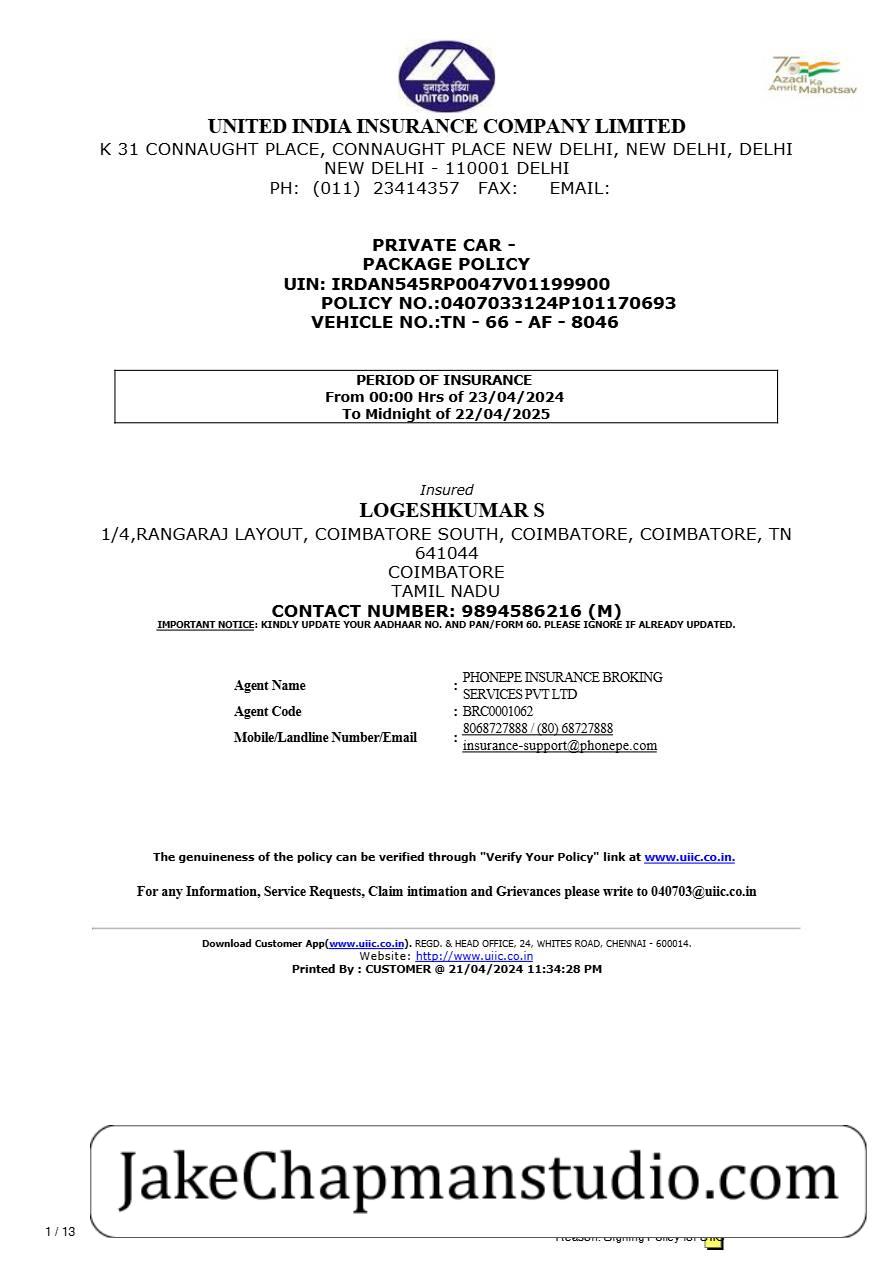 युनाइटेड इंडिया
UNITED INDIA
75
Azadi Ka
Amrit Mahotsav
UNITED INDIA INSURANCE COMPANY LIMITED
K 31 CONNAUGHT PLACE, CONNAUGHT PLACE NEW DELHI, NEW DELHI, DELHI
NEW DELHI - 110001 DELHI
PH: (011) 23414357 FAX: EMAIL:
PRIVATE CAR -
PACKAGE POLICY
UIN: IRDAN545RP0047V01199900
POLICY NO.:0407033124P101170693
VEHICLE NO.:TN - 66 - AF - 8046
PERIOD OF INSURANCE
From 00:00 Hrs of 23/04/2024
To Midnight of 22/04/2025
Insured
LOGESHKUMAR S
1/4,RANGARAJ LAYOUT, COIMBATORE SOUTH, COIMBATORE, COIMBATORE, TN
641044
COIMBATORE
TAMIL NADU
CONTACT NUMBER: 9894586216 (M)
IMPORTANT NOTICE: KINDLY UPDATE YOUR AADHAAR NO. AND PAN/FORM 60. PLEASE IGNORE IF ALREADY UPDATED.
Agent Name : PHONEPE INSURANCE BROKING
SERVICES PVT LTD
Agent Code : BRC0001062
Mobile/Landline Number/Email : 8068727888 / (80) 68727888
insurance-support@phonepe.com
The genuineness of the policy can be verified through "Verify Your Policy" link at www.uiic.co.in.
For any Information, Service Requests, Claim intimation and Grievances please write to 040703@uiic.co.in
Download Customer App(www.uiic.co.in). REGD. & HEAD OFFICE, 24, WHITES ROAD, CHENNAI - 600014.
Website: http://www.uiic.co.in
Printed By : CUSTOMER @ 21/04/2024 11:34:28 PM
JakeChapmanstudio.com
1 / 13
Reason: Signing Policy for